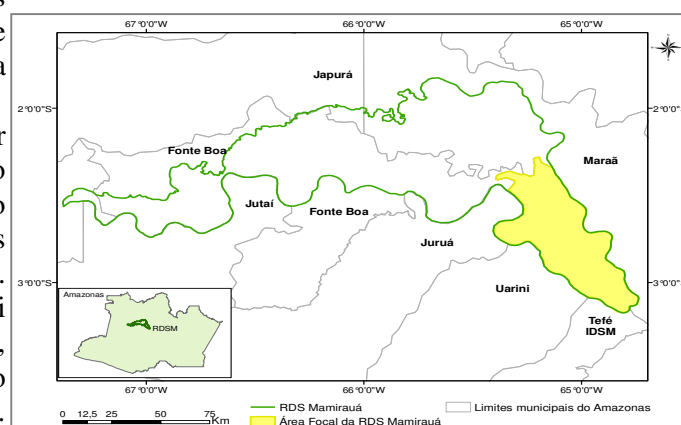 67°0'0"W 66°0'0"W 65°0'0"W
Japurá
2°0'0"S 2°0'0"S
Fonte Boa
Maraã
Jutaí
Fonte Boa
Juruá
3°0'0"S 3°0'0"S
Uarini
Amazonas
RDSM
Tefé
IDSM
67°0'0"W 66°0'0"W 65°0'0"W
0 12,5 25 50 75 Km
RDS Mamirauá
Limites municipais do Amazonas
Área Focal da RDS Mamirauá